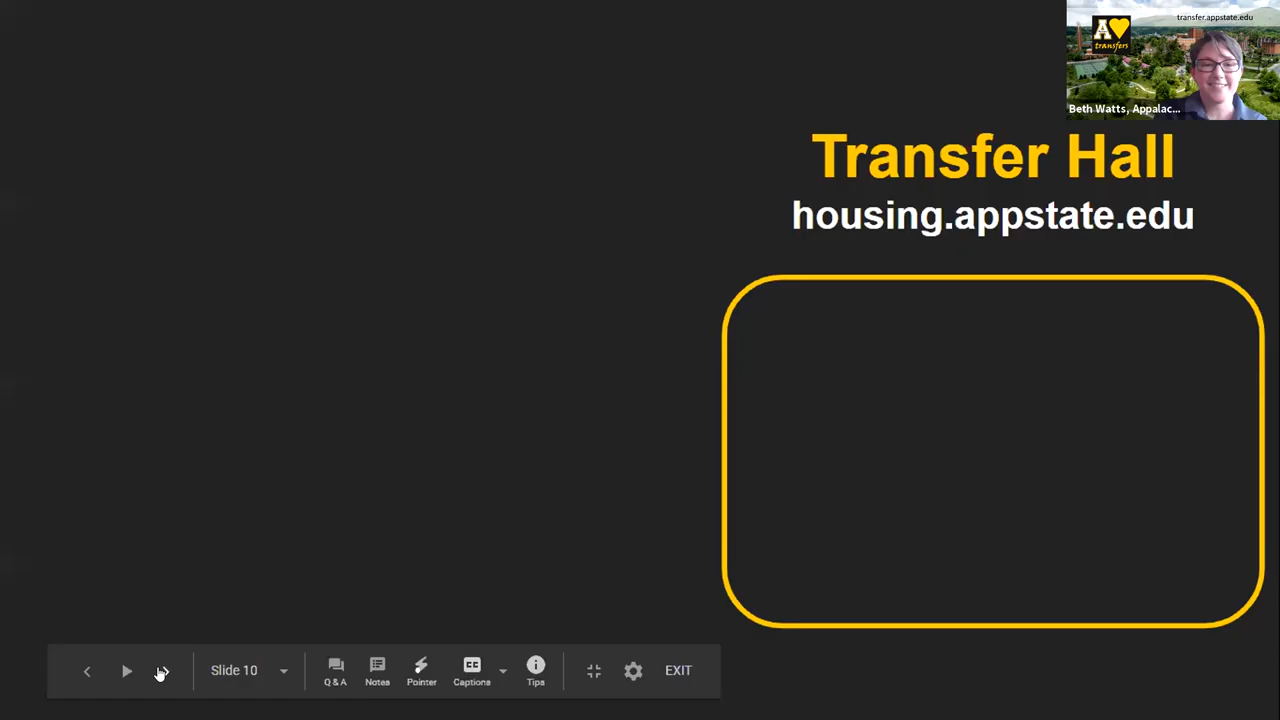 transfer.appstate.edu
A
transfers
Beth Watts, Appalac...
Transfer Hall
housing.appstate.edu
Slide 10
Q & A
Notes
Pointer
CC
Captions
Tips
EXIT